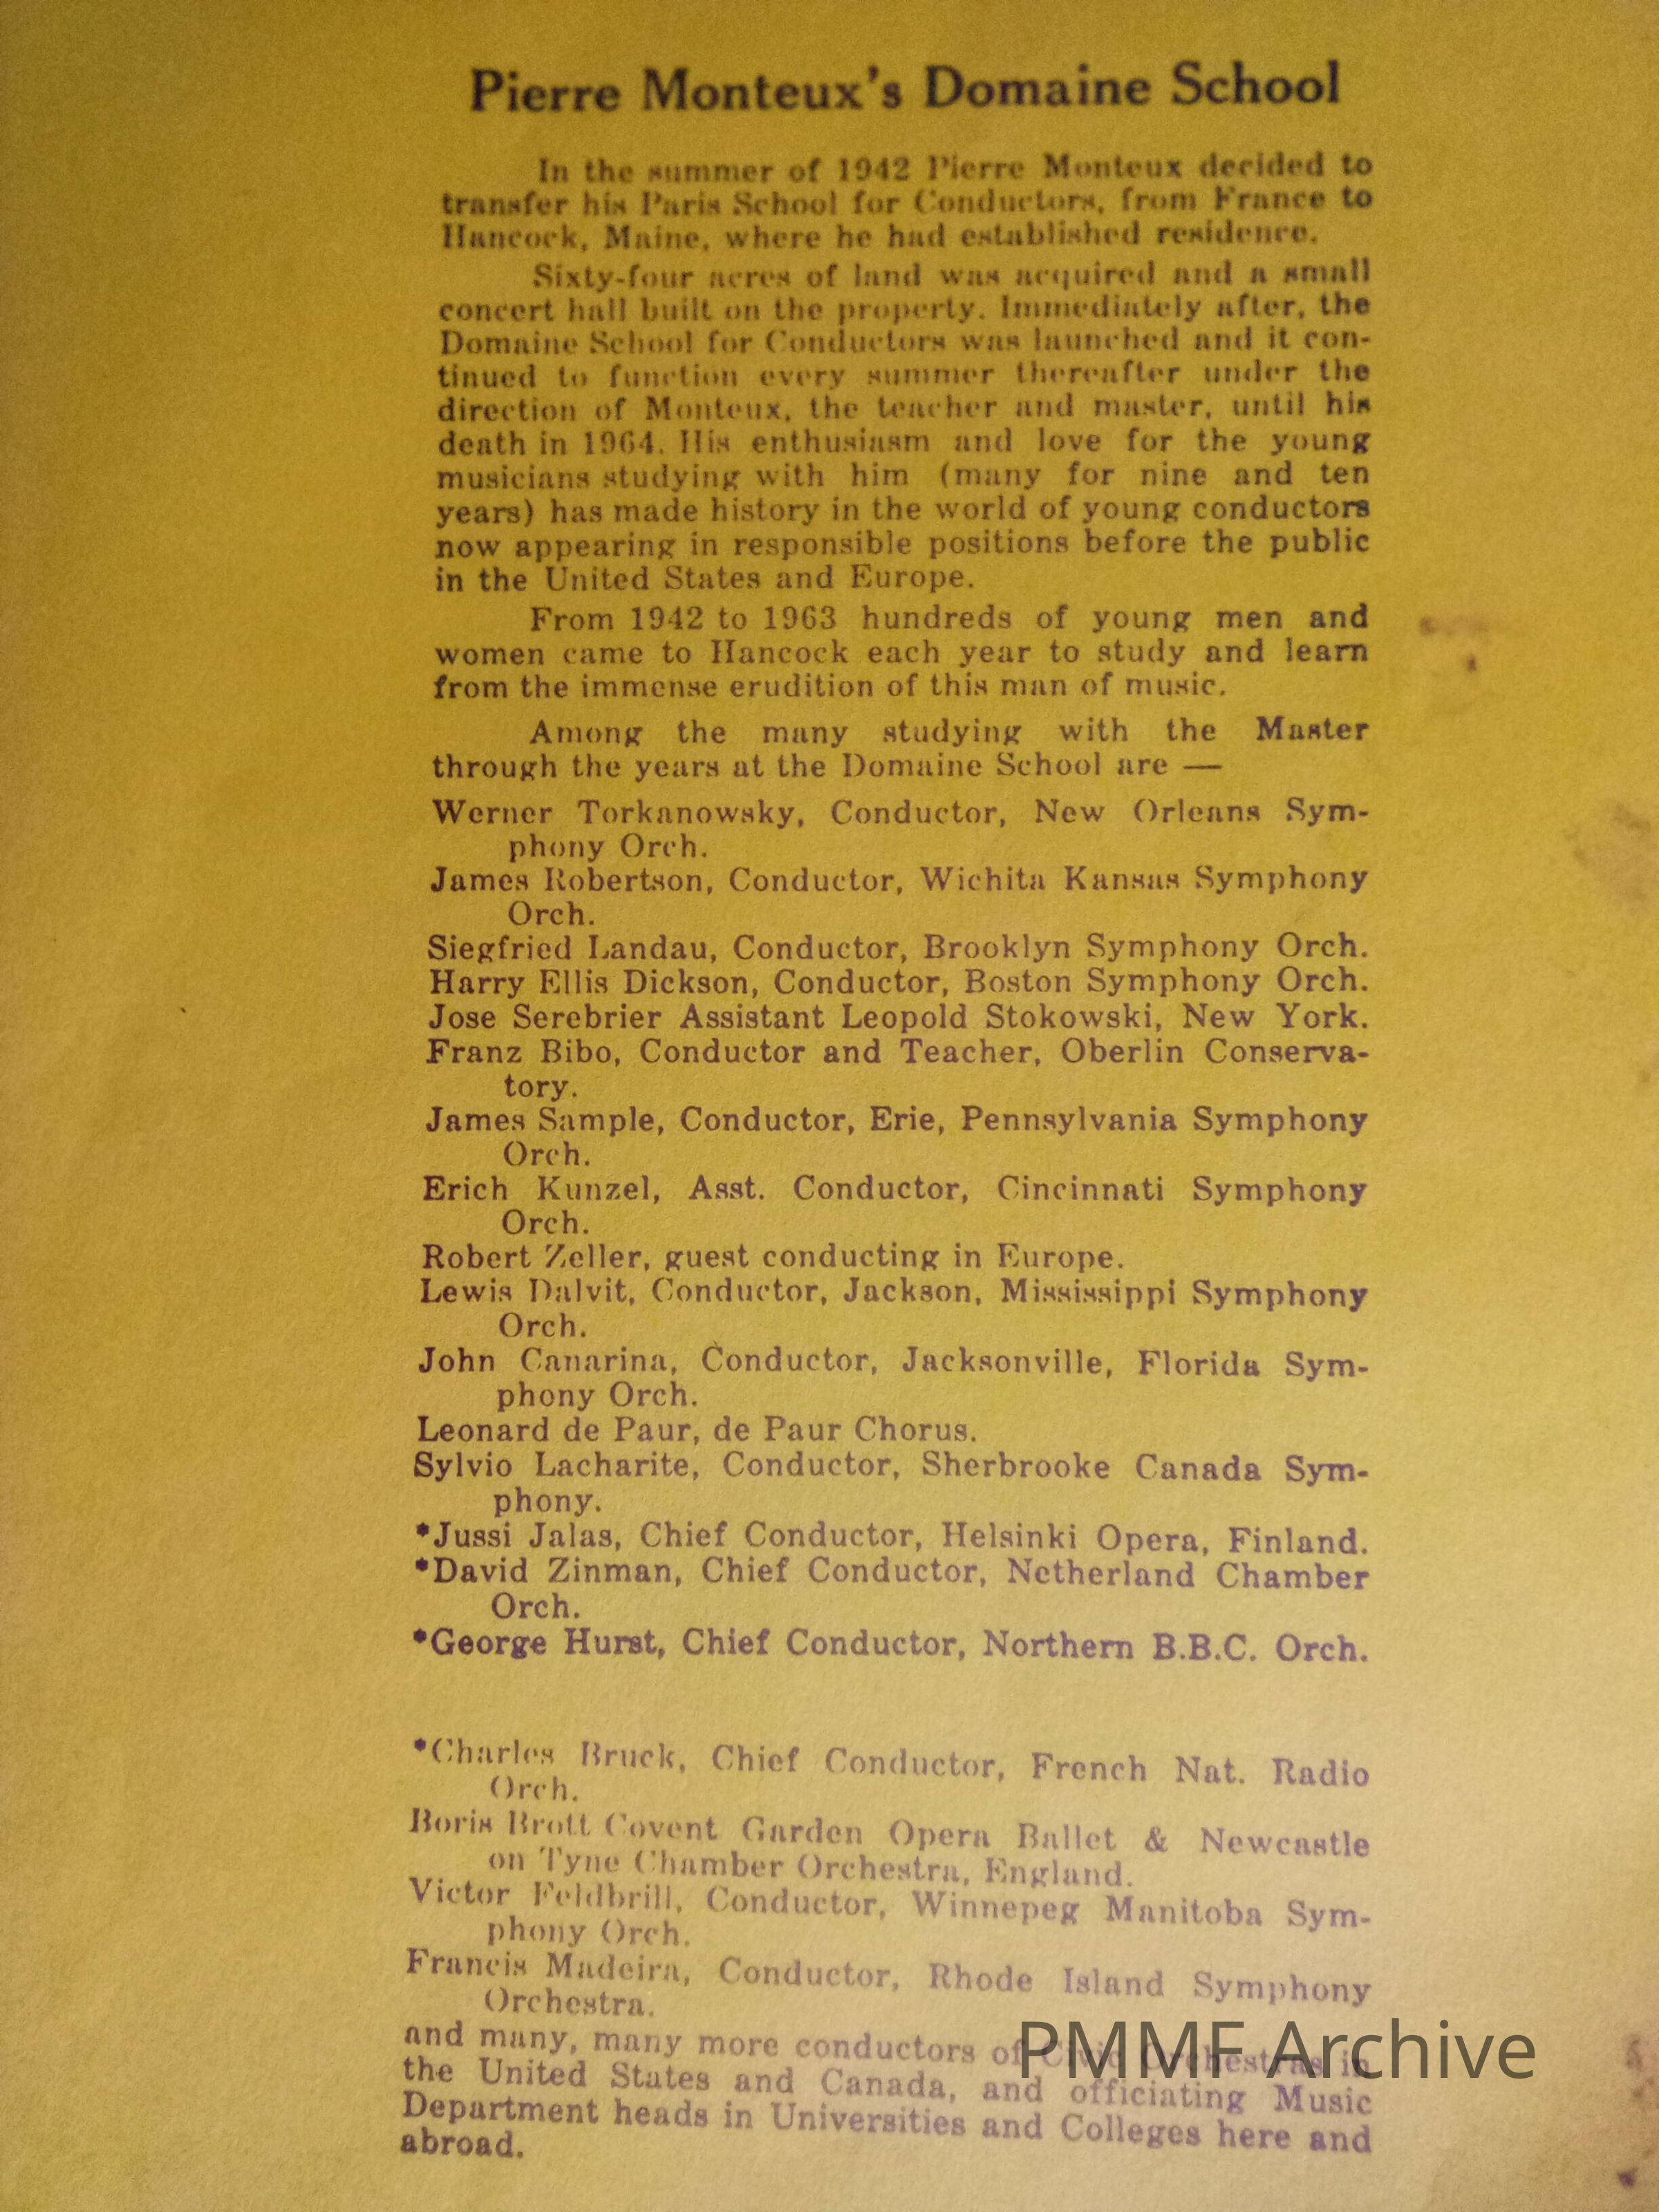 Pierre Monteux's Domaine School
In the summer of 1942 Pierre Monteux decided to
transfer his Paris School for Conductors, from France to
Hancock, Maine, where he had established residence.
Sixty-four acres of land was acquired and a small
concert hall built on the property. Immediately after, the
Domaine School for Conductors was launched and it con-
tinued to function every summer thereafter under the
direction of Monteux, the teacher and master, until his
death in 1964. His enthusiasm and love for the young
musicians studying with him (many for nine and ten
years) has made history in the world of young conductors
now appearing in responsible positions before the public
in the United States and Europe.
From 1942 to 1963 hundreds of young men and
women came to Hancock each year to study and learn
from the immense erudition of this man of music.
Among the many studying with the Master
through the years at the Domaine School are —
Werner Torkanowsky, Conductor, New Orleans Sym-
phony Orch.
James Robertson, Conductor, Wichita Kansas Symphony
Orch.
Siegfried Landau, Conductor, Brooklyn Symphony Orch.
Harry Ellis Dickson, Conductor, Boston Symphony Orch.
Jose Serebrier Assistant Leopold Stokowski, New York.
Franz Bibo, Conductor and Teacher, Oberlin Conserva-
tory.
James Sample, Conductor, Erie, Pennsylvania Symphony
Orch.
Erich Kunzel, Asst. Conductor, Cincinnati Symphony
Orch.
Robert Zeller, guest conducting in Europe.
Lewis Dalvit, Conductor, Jackson, Mississippi Symphony
Orch.
John Canarina, Conductor, Jacksonville, Florida Sym-
phony Orch.
Leonard de Paur, de Paur Chorus.
Sylvio Lacharite, Conductor, Sherbrooke Canada Sym-
phony.
*Jussi Jalas, Chief Conductor, Helsinki Opera, Finland.
*David Zinman, Chief Conductor, Netherland Chamber
Orch.
*George Hurst, Chief Conductor, Northern B.B.C. Orch.
*Charles Bruck, Chief Conductor, French Nat. Radio
Orch.
Boris Brott Covent Garden Opera Ballet & Newcastle
on Tyne Chamber Orchestra, England.
Victor Feldbrill, Conductor, Winnepeg Manitoba Sym-
phony Orch.
Francis Madeira, Conductor, Rhode Island Symphony
Orchestra.
and many, many more conductors of Civic Orchestras in
the United States and Canada, and officiating Music
Department heads in Universities and Colleges here and
abroad.
PMMF Archive